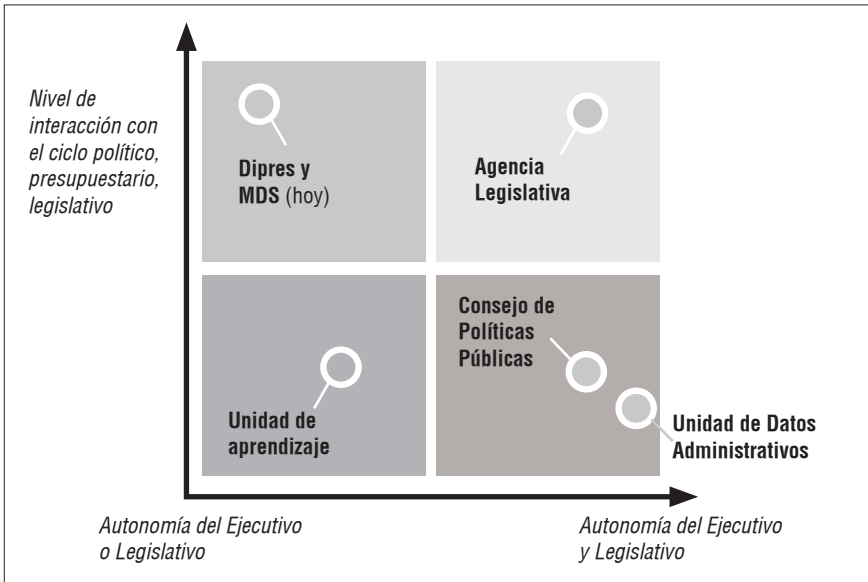 Nivel de
interacción con
el ciclo político,
presupuestario,
legislativo
Dipres y
MDS (hoy)
Agencia
Legislativa
Consejo de
Políticas
Públicas
Unidad de
aprendizaje
Unidad de Datos
Administrativos
Autonomía del Ejecutivo
o Legislativo
Autonomía del Ejecutivo
y Legislativo